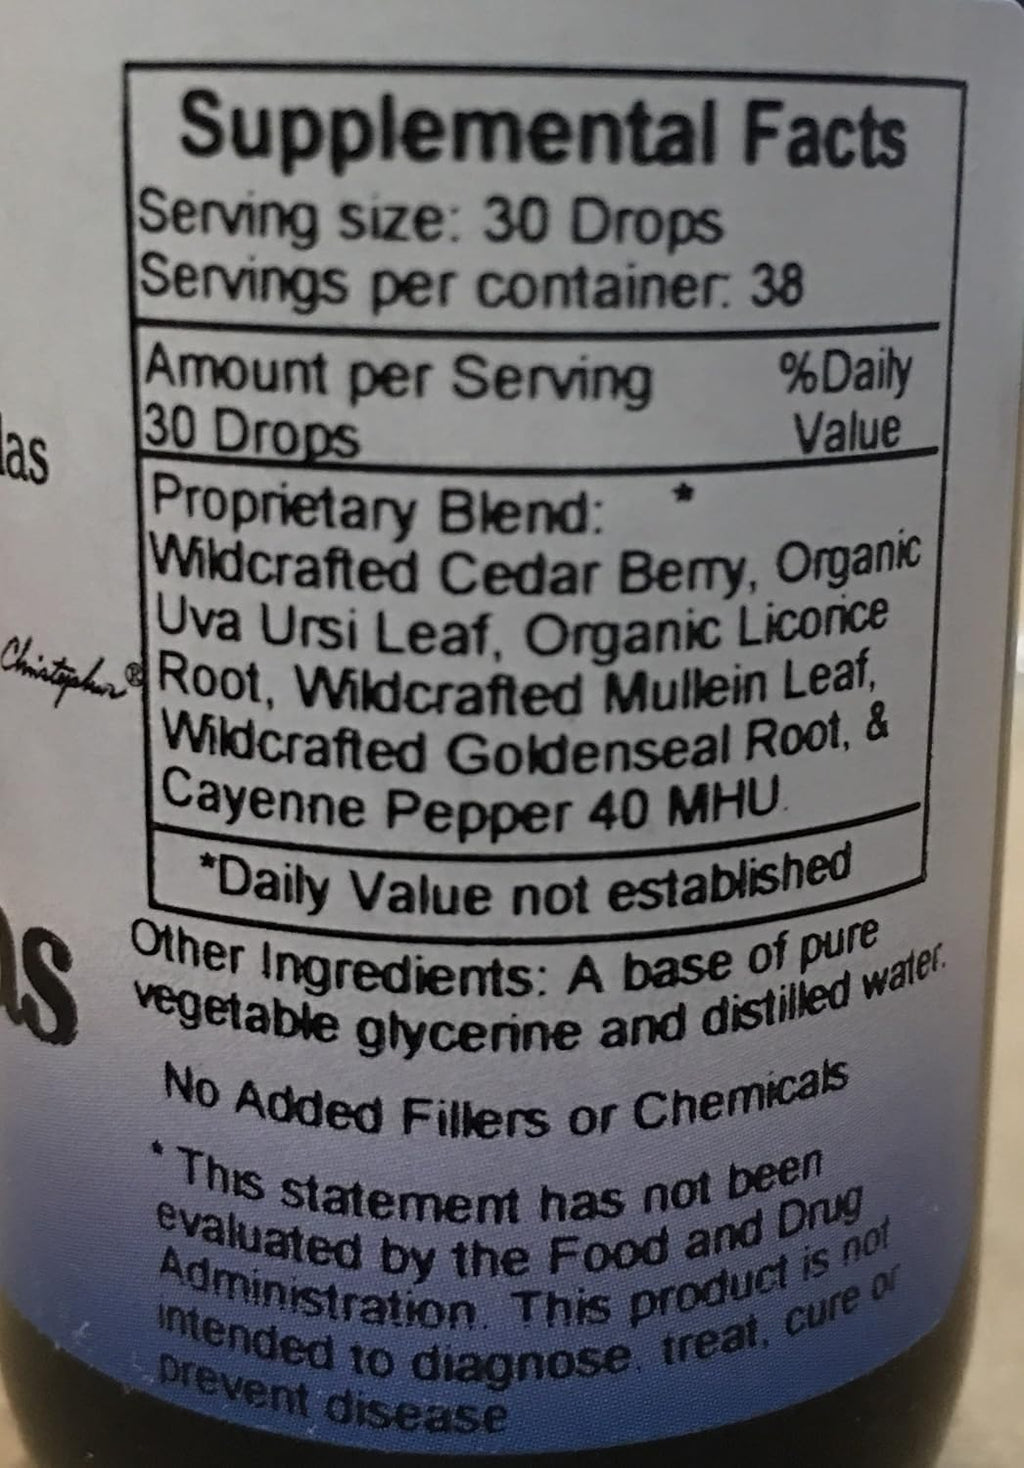 Supplemental Facts
Serving size: 30 Drops
Servings per container: 38
Amount per Serving %Daily
30 Drops Value
Proprietary Blend: *
Wildcrafted Cedar Berry, Organic
Uva Ursi Leaf, Organic Licorice
Root, Wildcrafted Mullein Leaf,
Wildcrafted Goldenseal Root, &
Cayenne Pepper 40 MHU.
*Daily Value not established
Other Ingredients: A base of pure
vegetable glycerine and distilled water.
No Added Fillers or Chemicals
* This statement has not been
evaluated by the Food and Drug
Administration. This product is not
intended to diagnose, treat, cure or
prevent disease
las
Christopher®
as